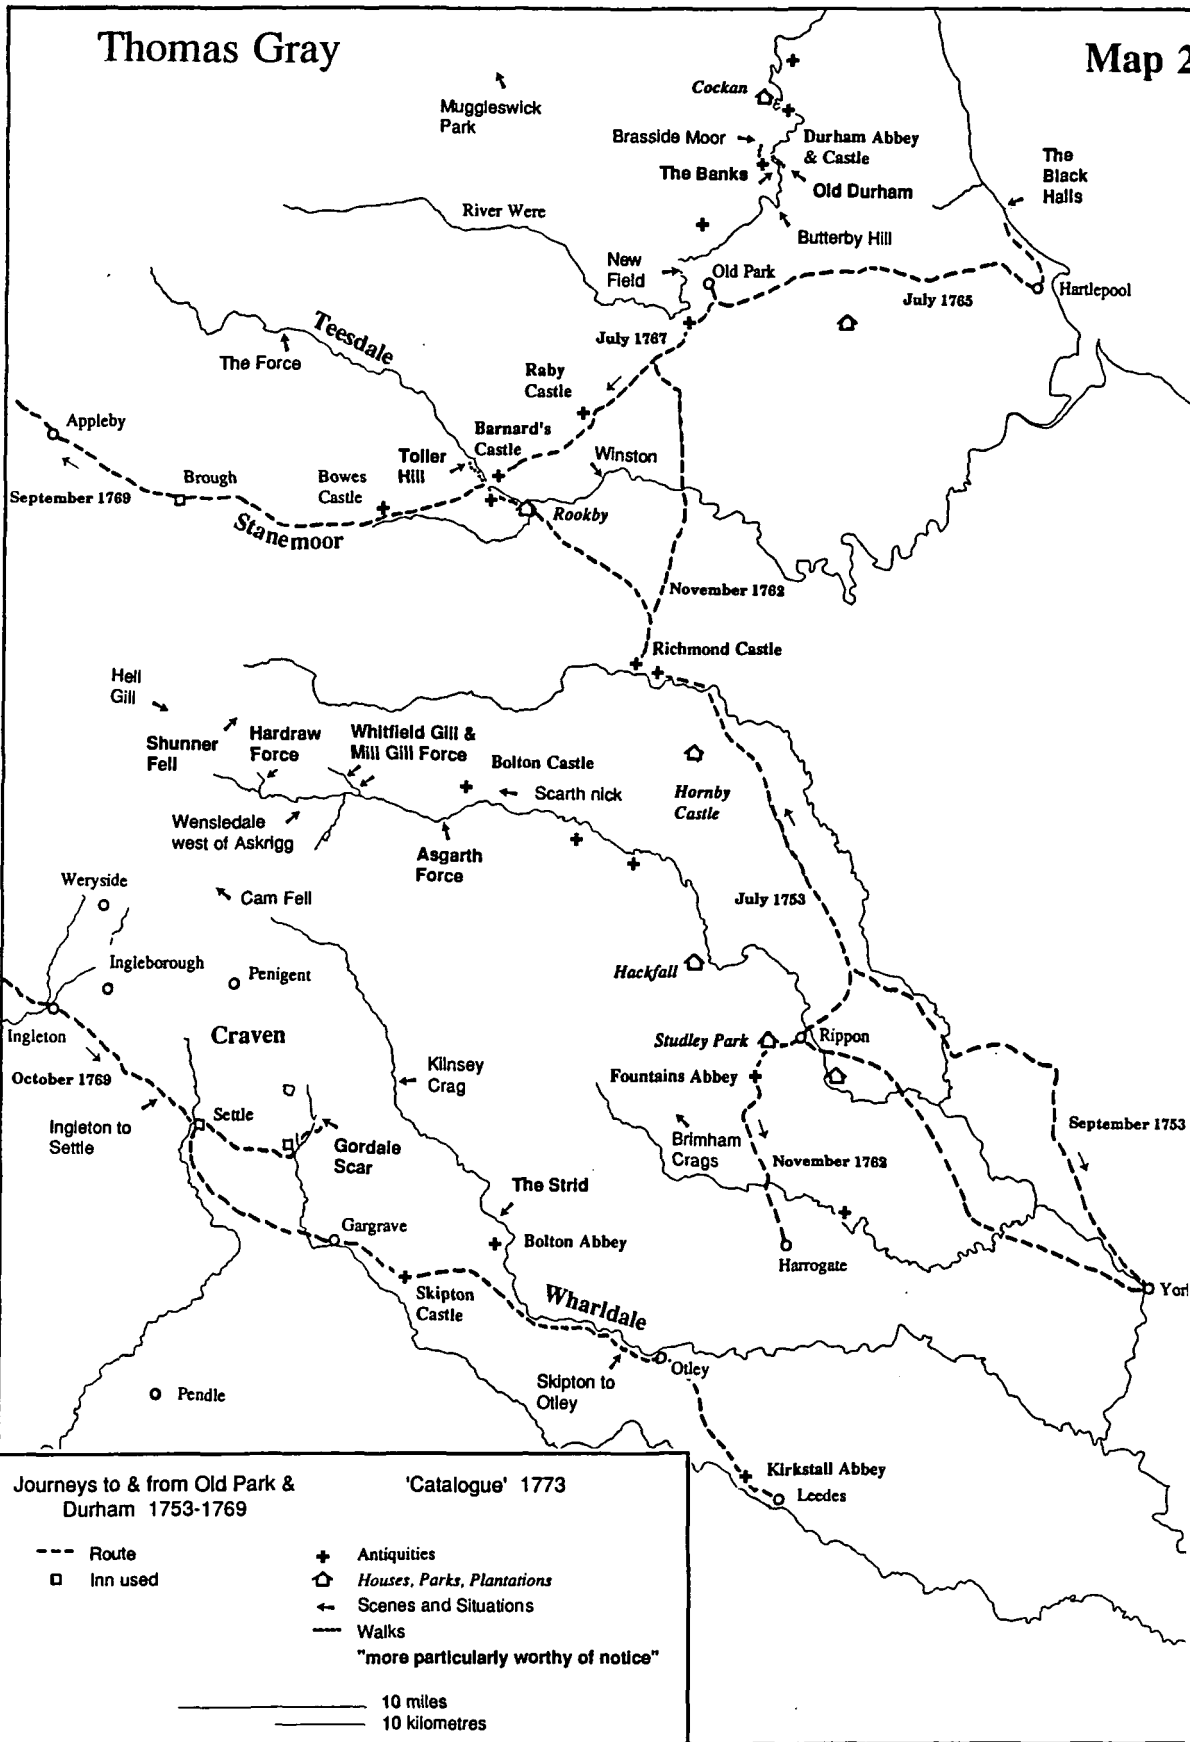 Thomas Gray
Map 2
Muggleswick
Park
Cockan
Brasside Moor
Durham Abbey
& Castle
The Banks
Old Durham
The
Black
Halls
River Were
Butterby Hill
New
Field
Old Park
Hartlepool
July 1765
Teesdale
July 1767
The Force
Raby
Castle
Appleby
Barnard's
Castle
Toller
Hill
Winston
Brough
Bowes
Castle
September 1769
Rookby
Stanemoor
November 1762
Richmond Castle
Hell
Gill
Shunner
Fell
Hardraw
Force
Whitfield Gill &
Mill Gill Force
Bolton Castle
Scarth nick
Hornby
Castle
Wensledale
west of Askrigg
Asgarth
Force
Weryside
Cam Fell
July 1753
Ingleborough
Penigent
Hackfall
Ingleton
Craven
Studley Park
Rippon
October 1769
Kilnsey
Crag
Fountains Abbey
Settle
Ingleton to
Settle
Gordale
Scar
Brimham
Crags
September 1753
November 1762
The Strid
Gargrave
Bolton Abbey
Harrogate
Skipton
Castle
Wharldale
York
Otley
Skipton to
Otley
Pendle
Kirkstall Abbey
Leedes
Journeys to & from Old Park &
Durham 1753-1769
'Catalogue' 1773
Route
Inn used
Antiquities
Houses, Parks, Plantations
Scenes and Situations
Walks
"more particularly worthy of notice"
10 miles
10 kilometres